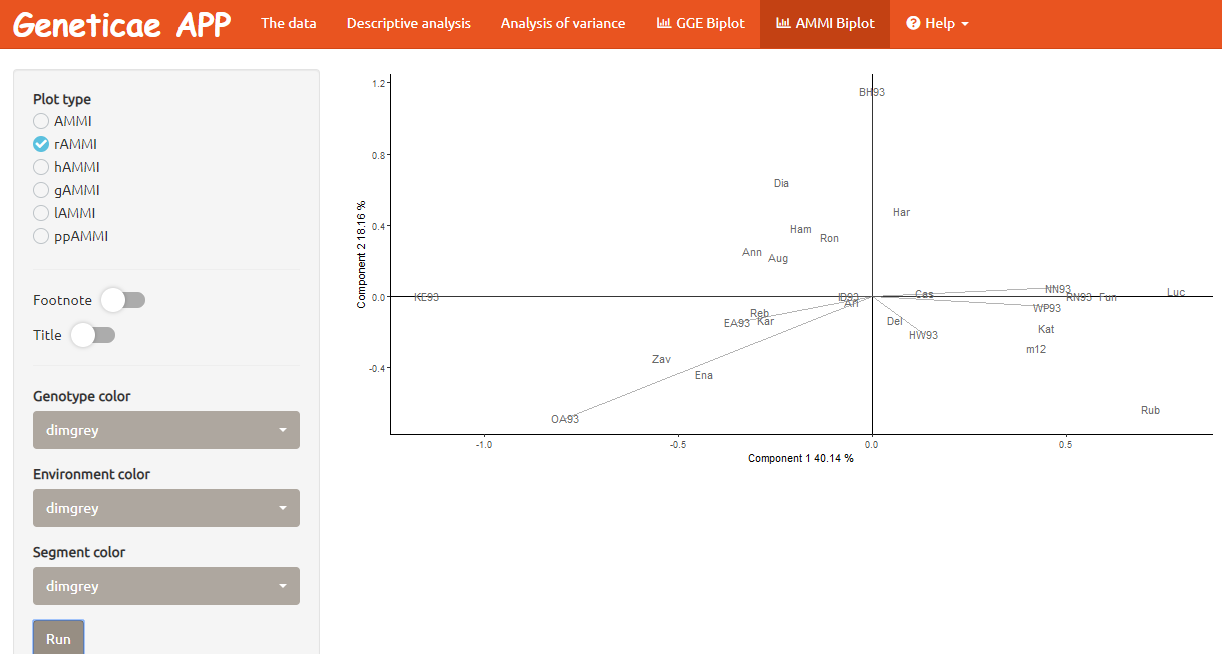 Geneticae APP The data Descriptive analysis Analysis of variance GGE Biplot AMMI Biplot Help
Plot type
AMMI
rAMMI
hAMMI
gAMMI
lAMMI
ppAMMI
Footnote
Title
Genotype color
dimgrey
Environment color
dimgrey
Segment color
dimgrey
Run
Component 2 18.16 %
1.2
0.8
0.4
0.0
-0.4
BH93
Dia
Har
Ham
Ron
Ann
Aug
KE93
ID93
Ari
Cas
NN93
RN93
Fun
Luc
WP93
Reb
EA93
Kar
Del
HW93
Kat
m12
Zav
Ena
OA93
Rub
-1.0 -0.5 0.0 0.5
Component 1 40.14 %